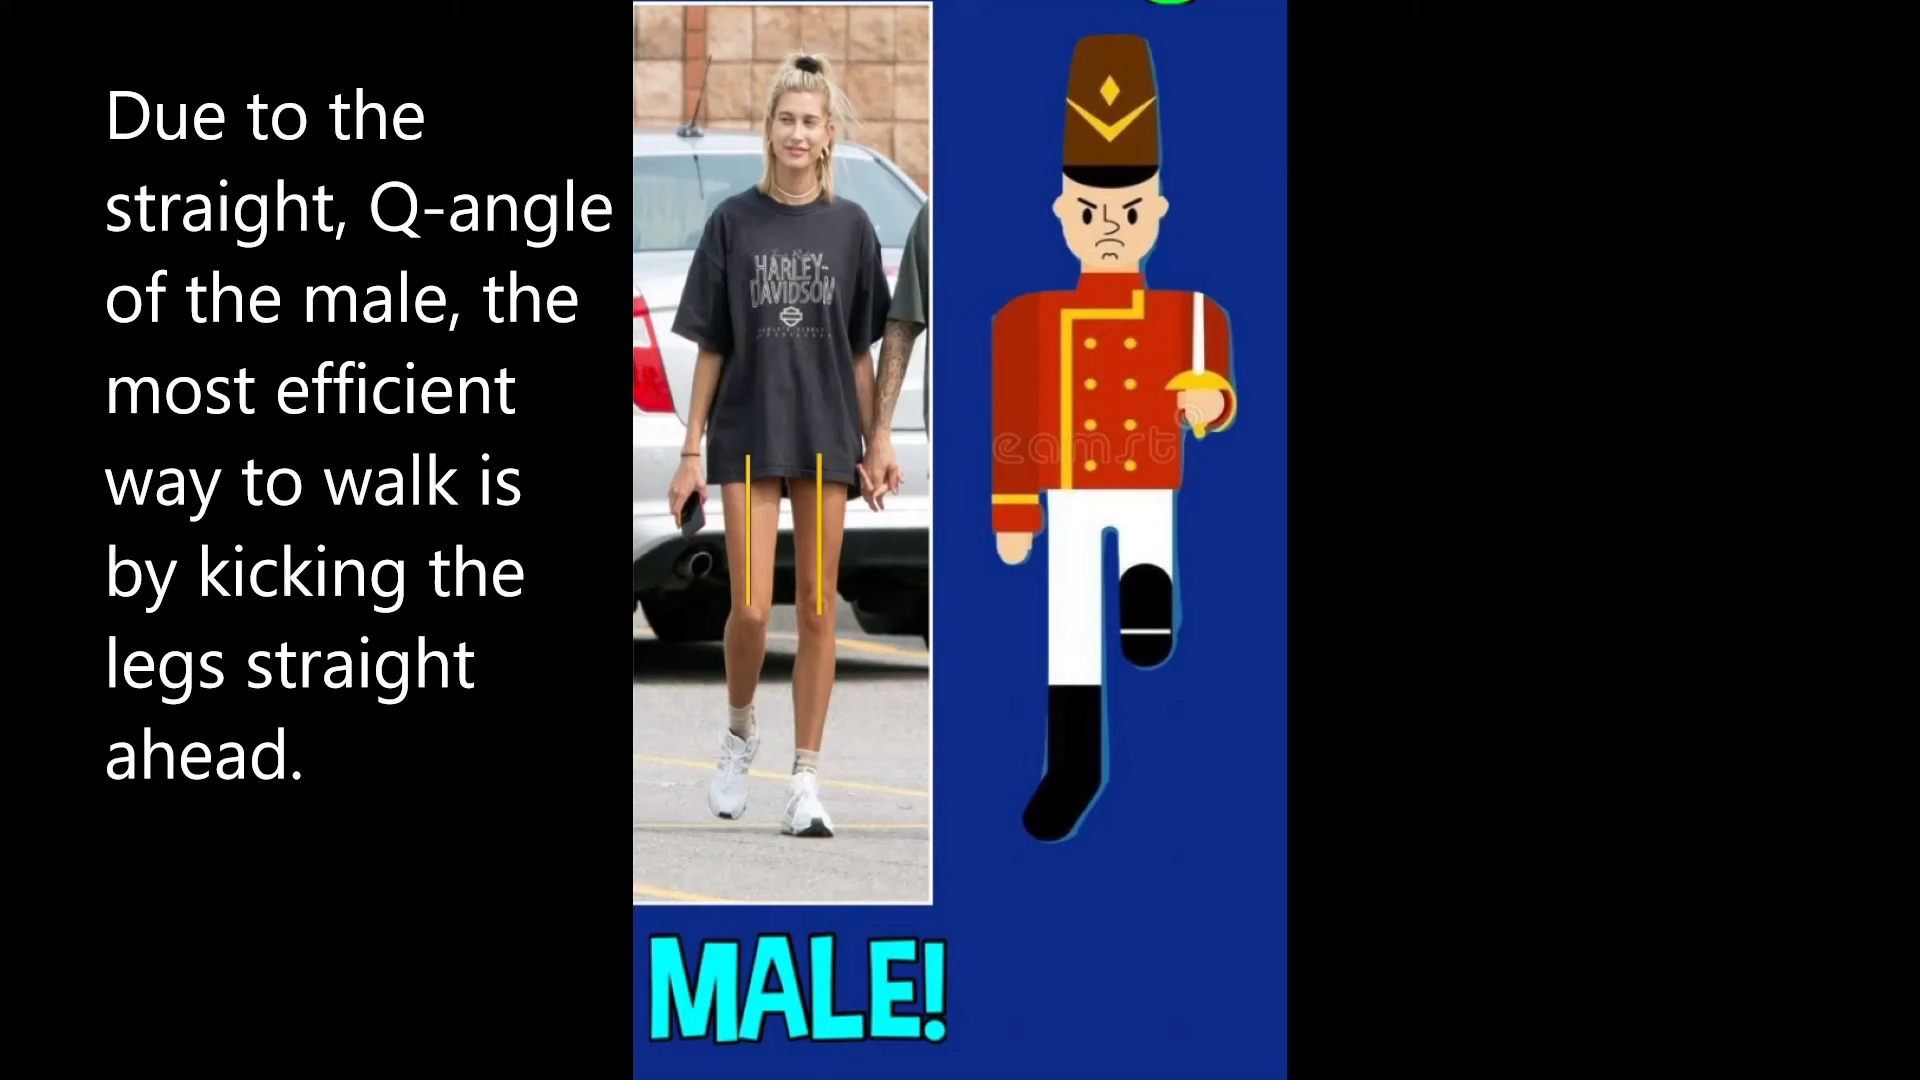 Due to the
straight, Q-angle
of the male, the
most efficient
way to walk is
by kicking the
legs straight
ahead.
HARLEY-
DAVIDSON
eamst
MALE!